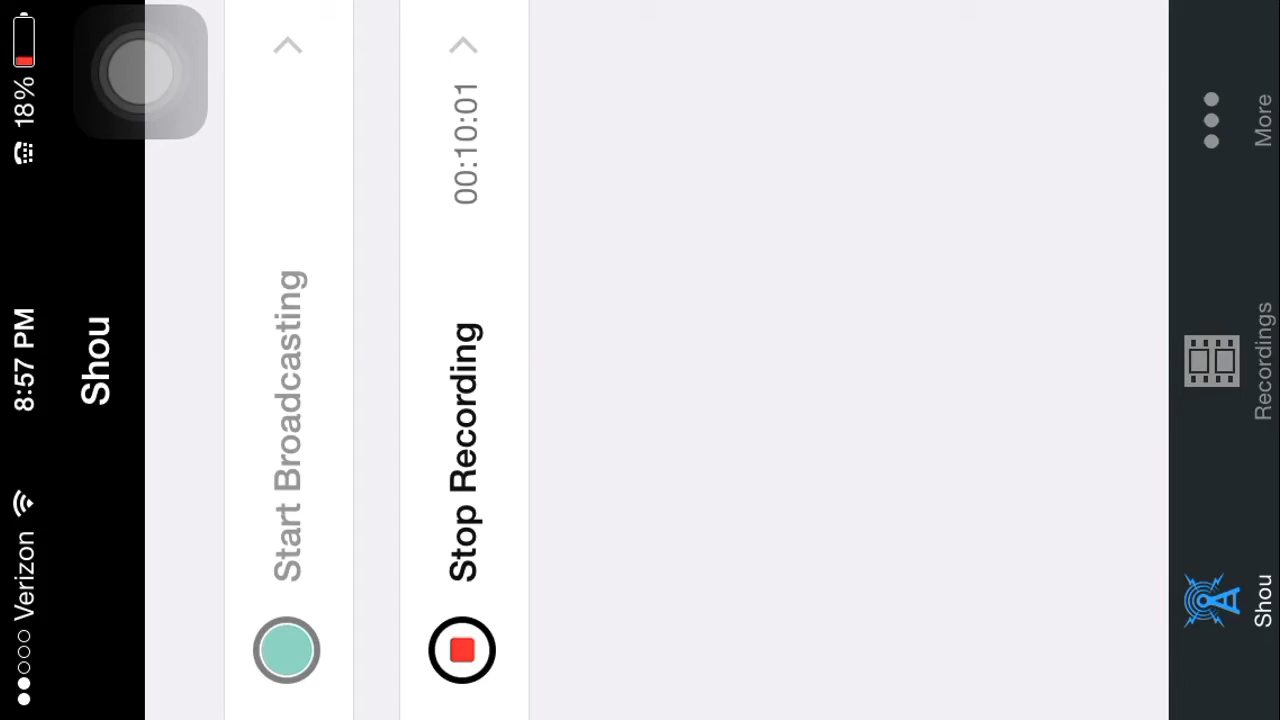 Verizon 8:57 PM 18%
Shou
Start Broadcasting
Stop Recording 00:10:01
Shou Recordings More